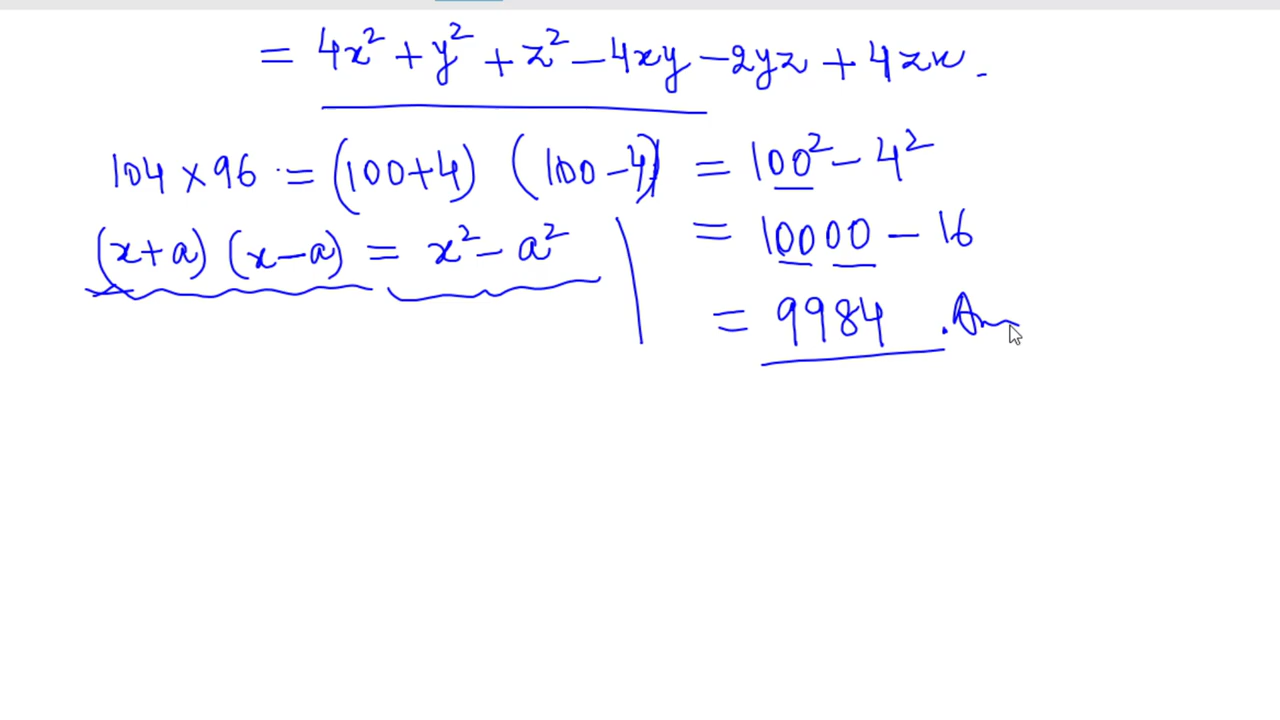 = 4x² + y² + z² - 4xy - 2yz + 4zx.
104 × 96 = (100+4) (100-4) = 100² - 4²
(x+a) (x-a) = x² - a²
= 10000 - 16
= 9984 . Ans